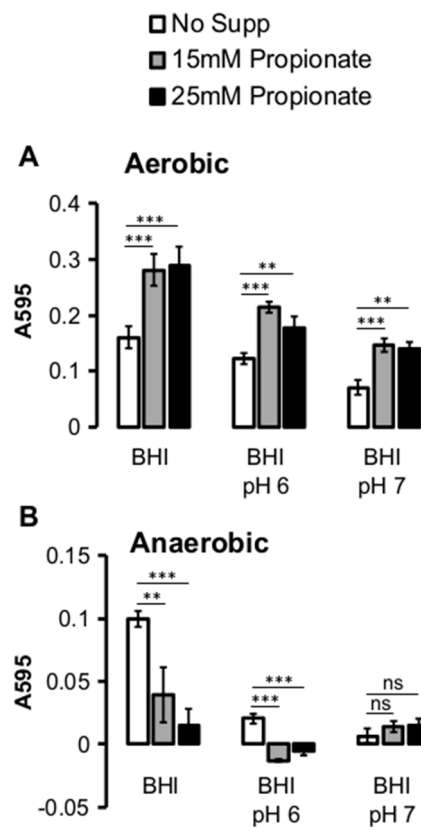 No Supp
15mM Propionate
25mM Propionate
A
Aerobic
0.4
0.3
0.2
0.1
0
A595
***
***
**
***
**
***
BHI
BHI
pH 6
BHI
pH 7
B
Anaerobic
0.15
0.1
0.05
0
-0.05
A595
***
**
***
***
ns
ns
BHI
BHI
pH 6
BHI
pH 7